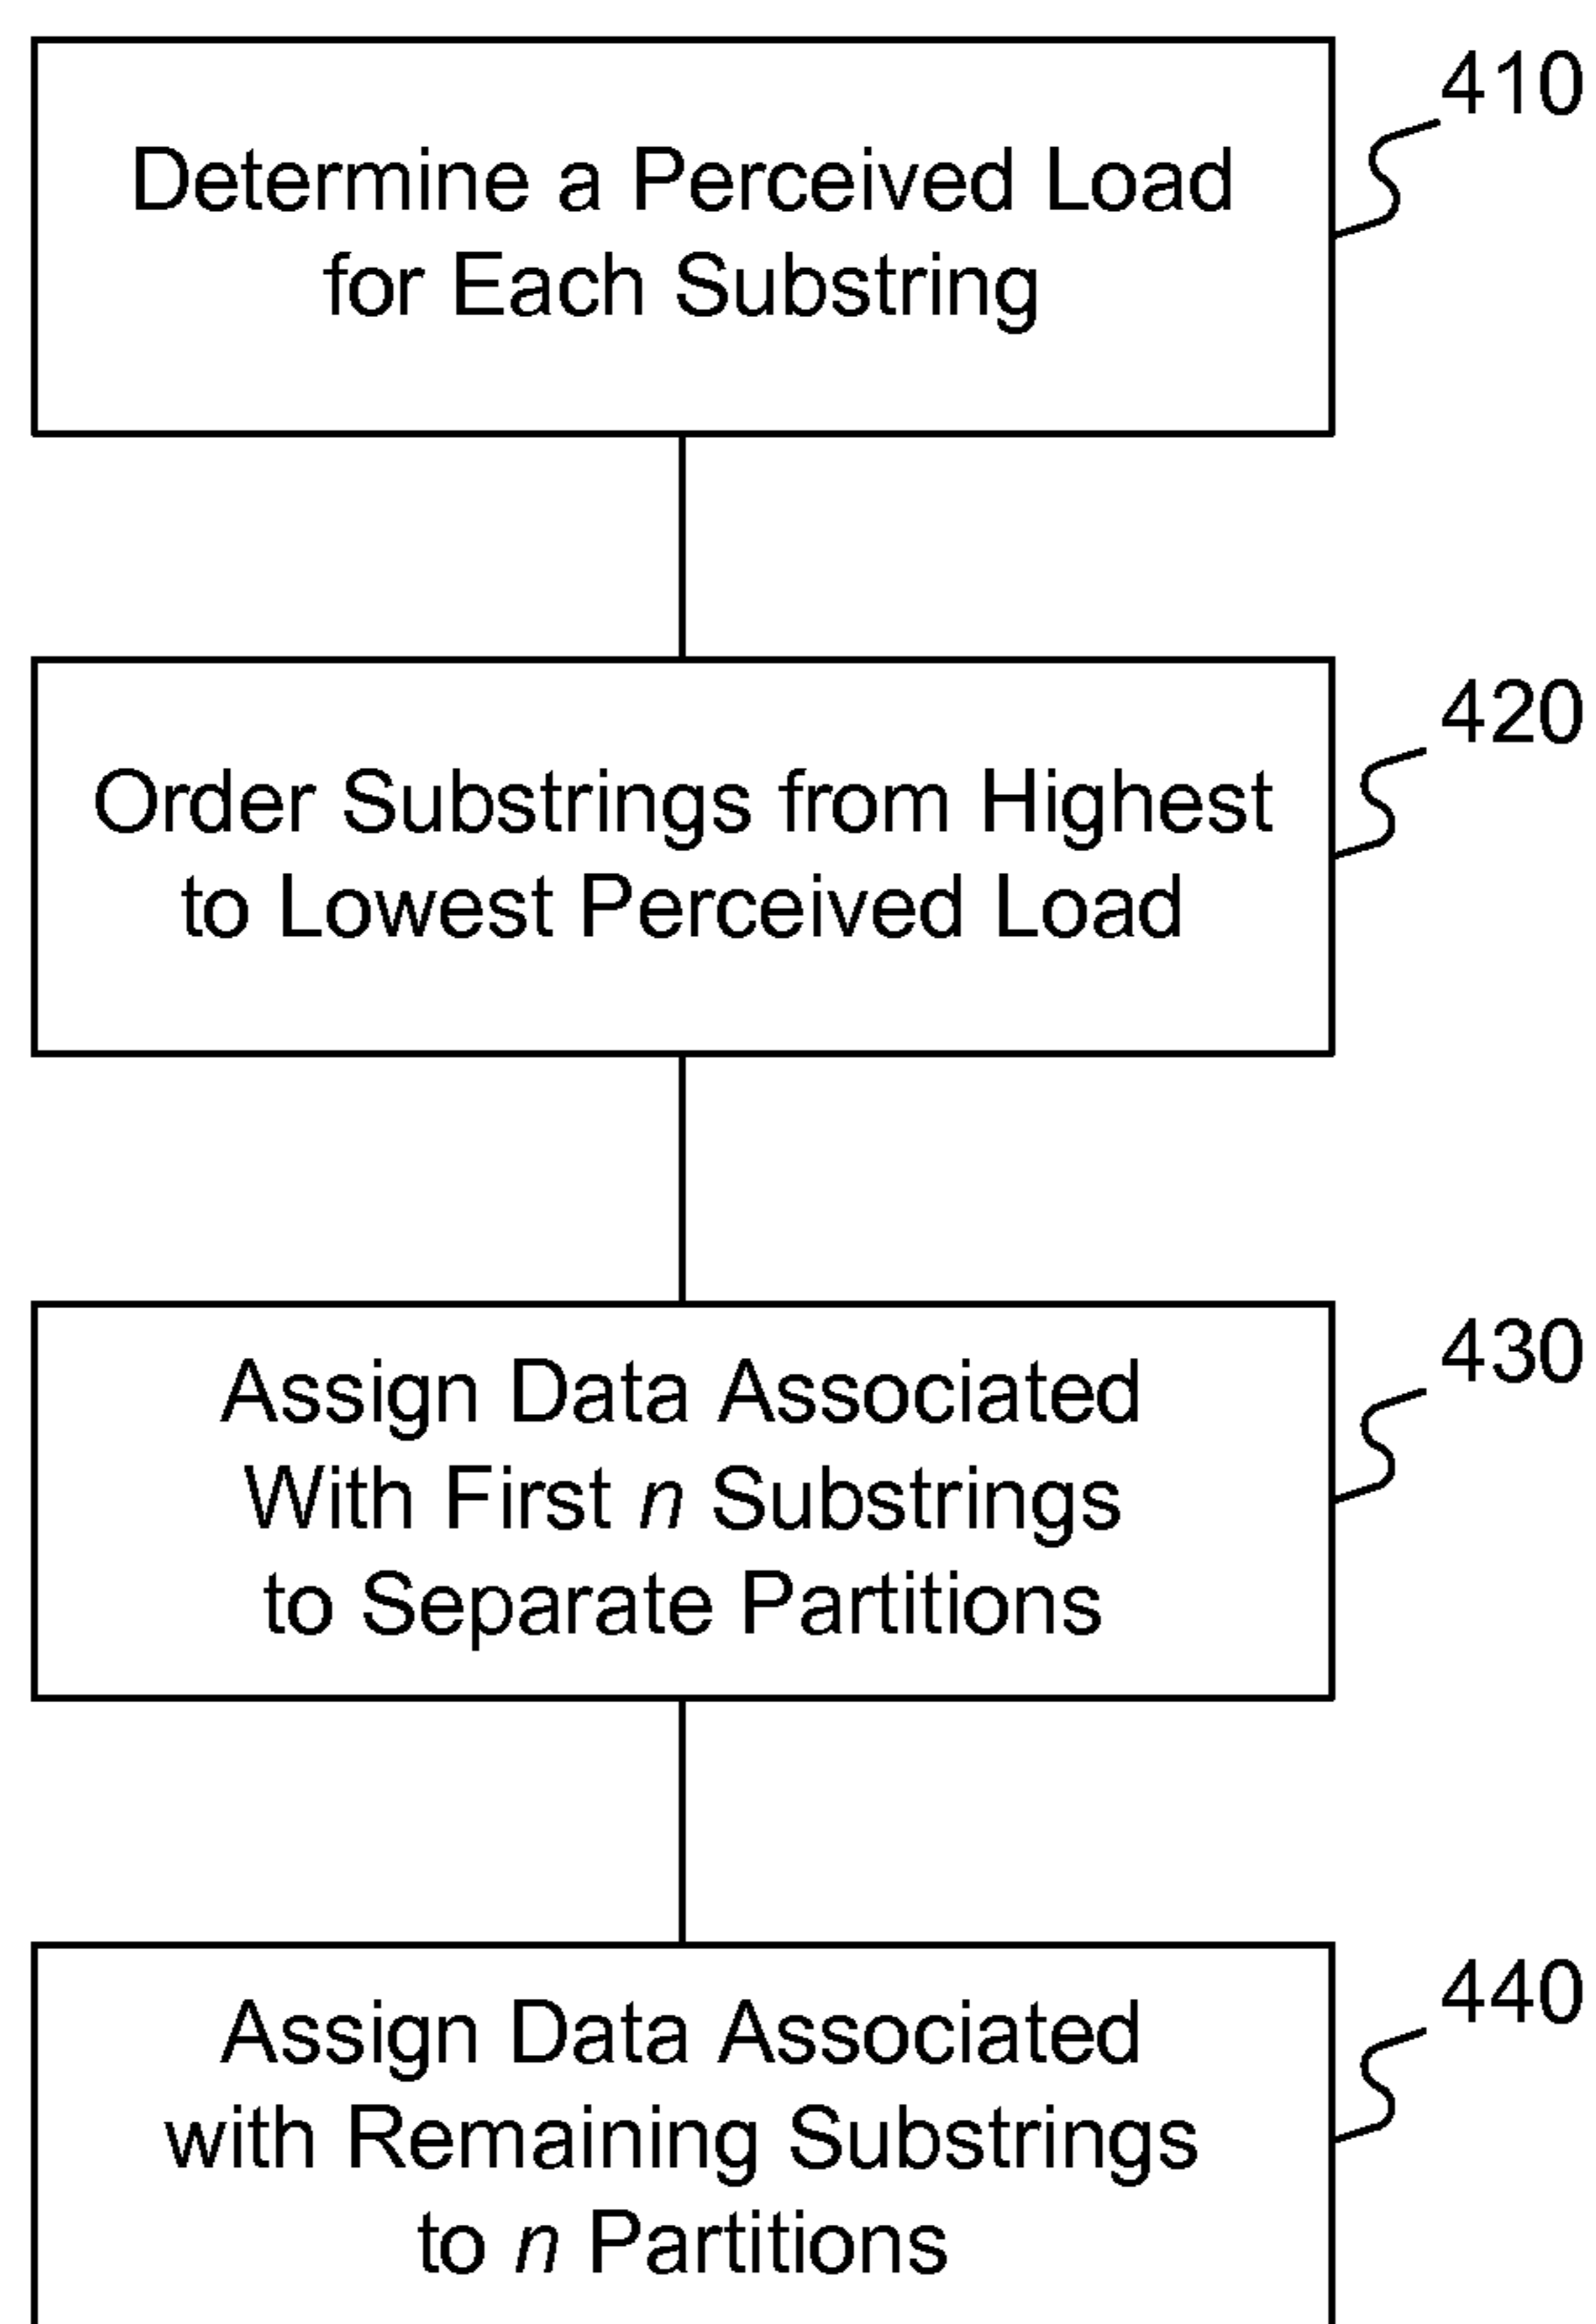 410
Determine a Perceived Load
for Each Substring
420
Order Substrings from Highest
to Lowest Perceived Load
430
Assign Data Associated
With First n Substrings
to Separate Partitions
440
Assign Data Associated
with Remaining Substrings
to n Partitions